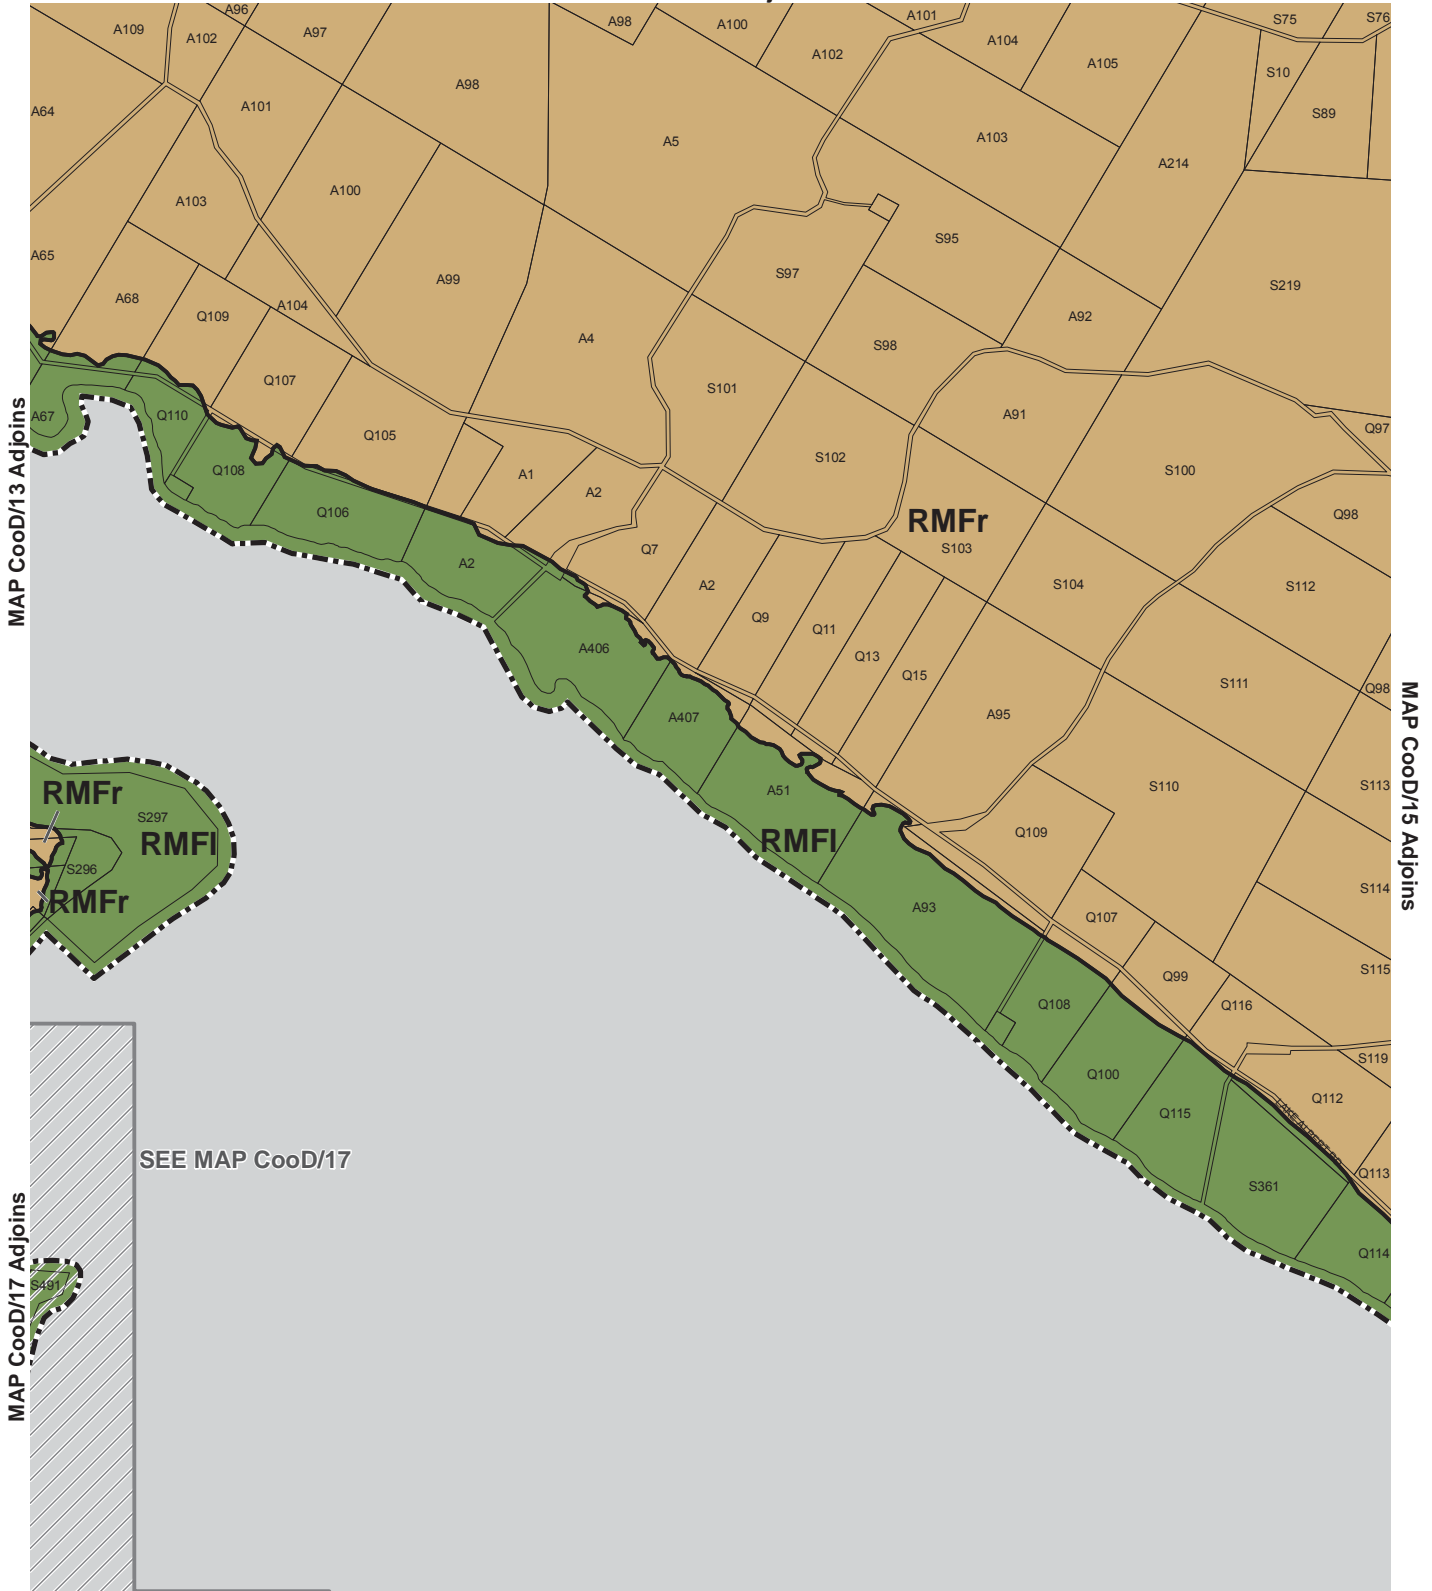 A96
A98
A100
A101
S75
S76
A109
A102
A97
A102
A104
A105
S10
A64
A101
A98
S89
A5
A103
A214
A103
A100
A65
S95
A68
A99
S97
S219
Q109
A104
A92
A4
S98
Q107
S101
A67
Q110
A91
Q97
Q105
Q108
S102
S100
A1
A2
Q106
RMFr
Q98
Q7
S103
A2
A2
S104
S112
Q9
Q11
A406
Q13
Q15
S111
Q98
A407
A95
MAP CooD/13 Adjoins
MAP CooD/15 Adjoins
RMFr
A51
S110
S113
S297
RMFl
RMFl
Q109
S296
RMFr
A93
S114
Q107
Q99
S115
Q108
Q116
S119
Q100
Q112
Q115
SEE MAP CooD/17
Q113
S361
MAP CooD/17 Adjoins
S491
Q114